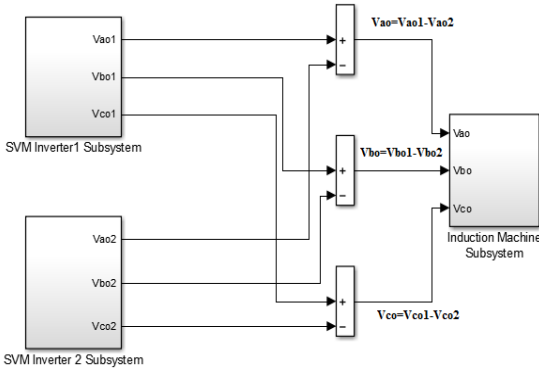 Vao=Vao1-Vao2
Vao1
+
−
Vbo1
Vco1
SVM Inverter1 Subsystem
Vbo=Vbo1-Vbo2
Vao
+
−
Vbo
Vco
Induction Machine
Subsystem
Vao2
Vbo2
Vco2
+
−
Vco=Vco1-Vco2
SVM Inverter 2 Subsystem